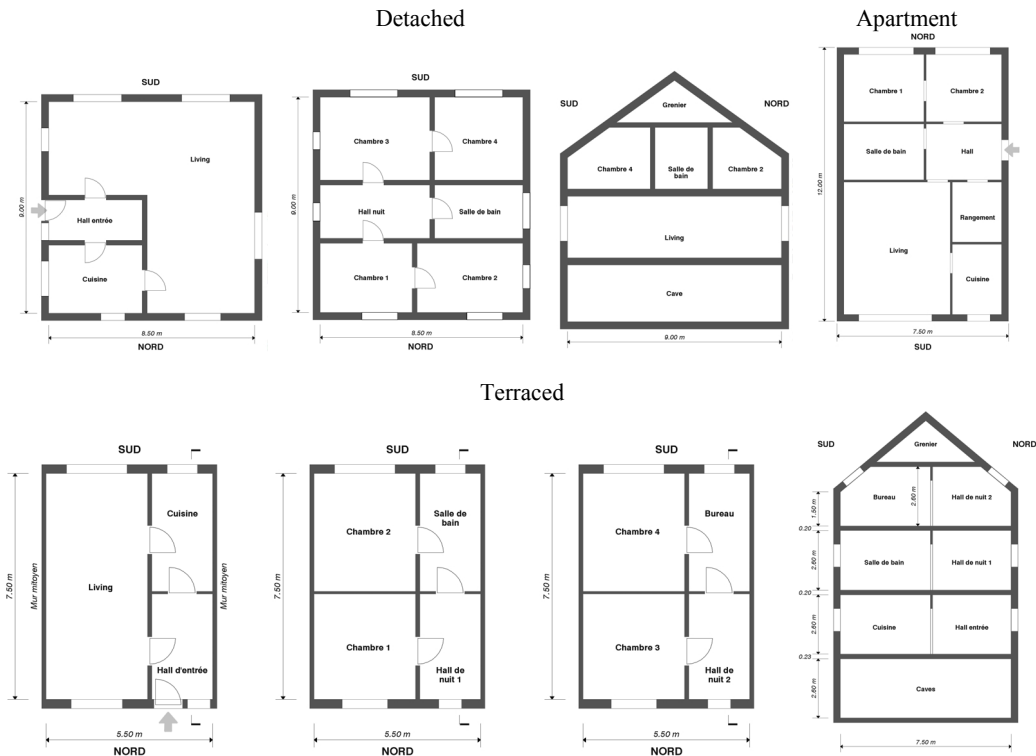 Detached
Apartment
SUD
9.00 m
Living
Hall entrée
Cuisine
8.50 m
NORD
SUD
9.00 m
Chambre 3
Chambre 4
Hall nuit
Salle de bain
Chambre 1
Chambre 2
8.50 m
NORD
SUD
NORD
Grenier
Chambre 4
Salle de
bain
Chambre 2
Living
Cave
9.00 m
NORD
12.00 m
Chambre 1
Chambre 2
Salle de bain
Hall
Rangement
Living
Cuisine
7.50 m
SUD
Terraced
SUD
7.50 m
Mur mitoyen
Cuisine
Living
Mur mitoyen
Hall d'entrée
5.50 m
NORD
SUD
7.50 m
Chambre 2
Salle de
bain
Chambre 1
Hall de
nuit 1
5.50 m
NORD
SUD
7.50 m
Chambre 4
Bureau
Chambre 3
Hall de
nuit 2
5.50 m
NORD
SUD
NORD
Grenier
1.50 m
Bureau
2.60 m
Hall de nuit 2
0.20
2.60 m
Salle de bain
Hall de nuit 1
0.20
2.60 m
Cuisine
Hall entrée
0.23
2.60 m
Caves
7.50 m